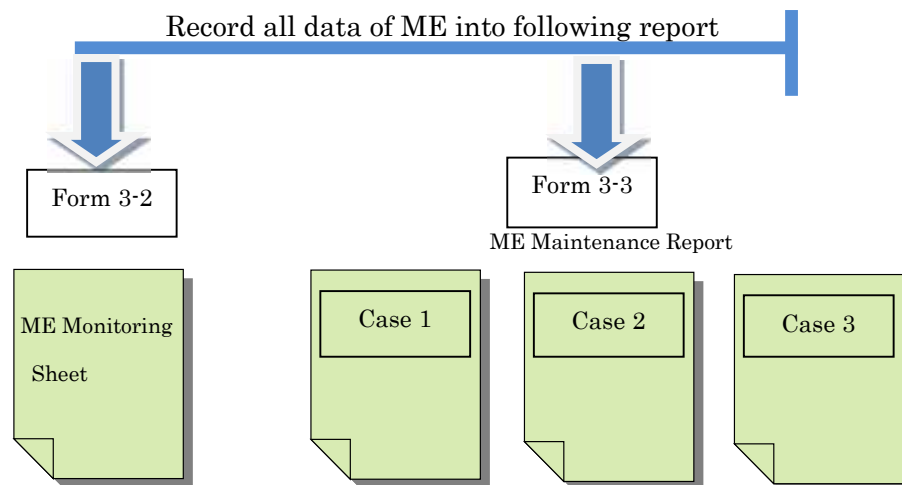 Record all data of ME into following report
Form 3-2
Form 3-3
ME Maintenance Report
ME Monitoring
Sheet
Case 1
Case 2
Case 3